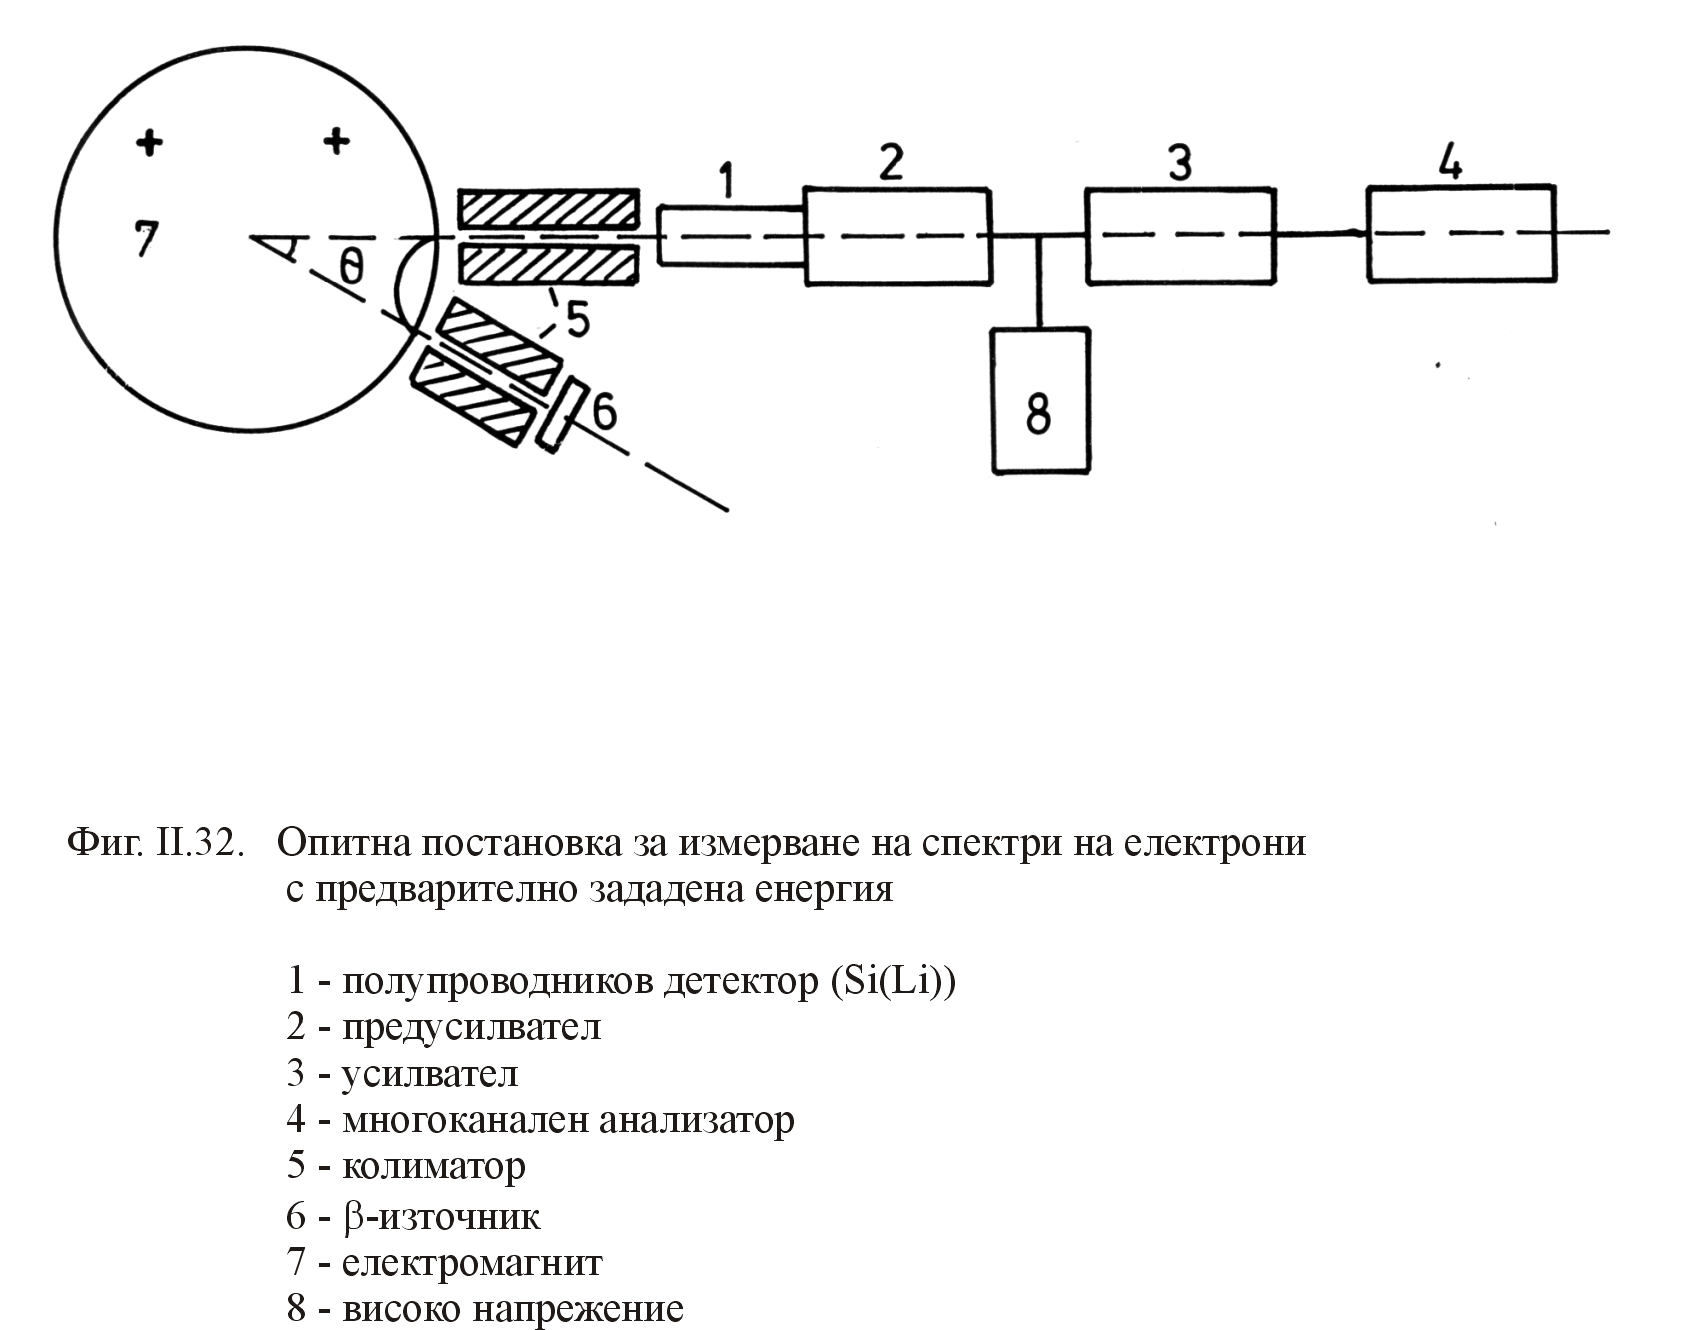 + +
1
2
3
4
7
θ
5
6
8
Фиг. II.32. Опитна постановка за измерване на спектри на електрони
с предварително зададена енергия
1 - полупроводников детектор (Si(Li))
2 - предусилвател
3 - усилвател
4 - многоканален анализатор
5 - колиматор
6 - β-източник
7 - електромагнит
8 - високо напрежение